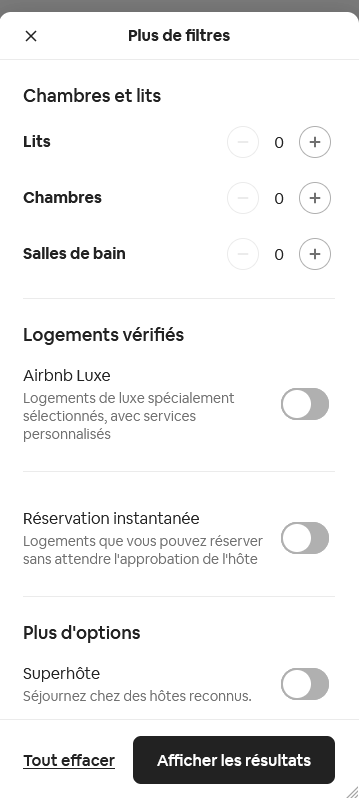 Plus de filtres
Chambres et lits
Lits
0
Chambres
0
Salles de bain
0
Logements vérifiés
Airbnb Luxe
Logements de luxe spécialement
sélectionnés, avec services
personnalisés
Réservation instantanée
Logements que vous pouvez réserver
sans attendre l'approbation de l'hôte
Plus d'options
Superhôte
Séjournez chez des hôtes reconnus.
Tout effacer
Afficher les résultats